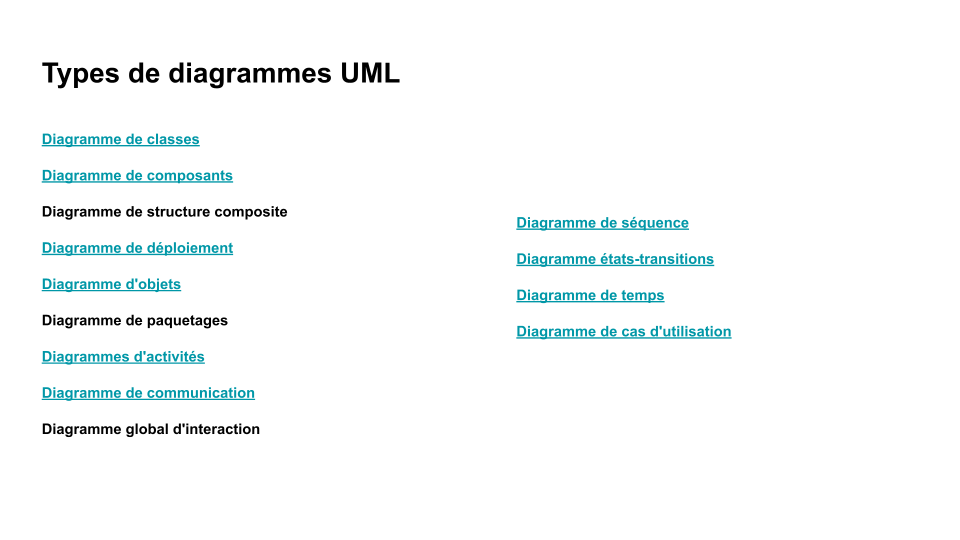 Types de diagrammes UML
Diagramme de classes
Diagramme de composants
Diagramme de structure composite
Diagramme de déploiement
Diagramme d'objets
Diagramme de paquetages
Diagrammes d'activités
Diagramme de communication
Diagramme global d'interaction
Diagramme de séquence
Diagramme états-transitions
Diagramme de temps
Diagramme de cas d'utilisation